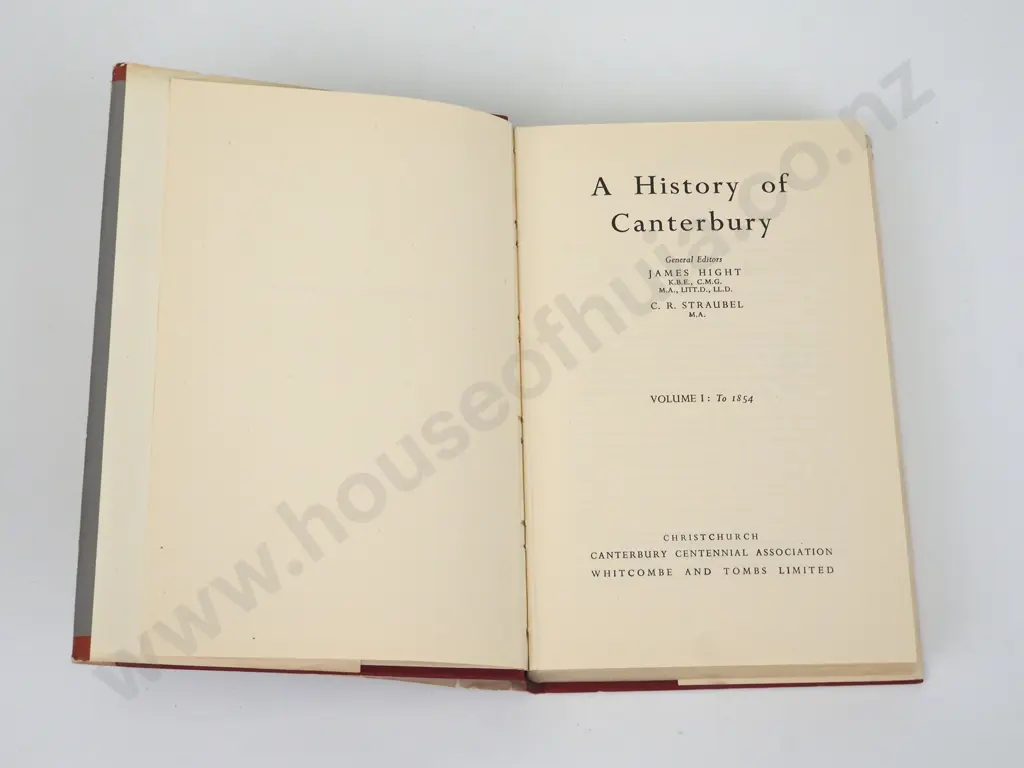 A History of
Canterbury
General Editors
JAMES HIGHT
K.B.E., C.M.G.
M.A., LITT.D., LL.D.
C. R. STRAUBEL
M.A.
VOLUME I: To 1854
CHRISTCHURCH
CANTERBURY CENTENNIAL ASSOCIATION
WHITCOMBE AND TOMBS LIMITED
www.houseofhuia.co.nz